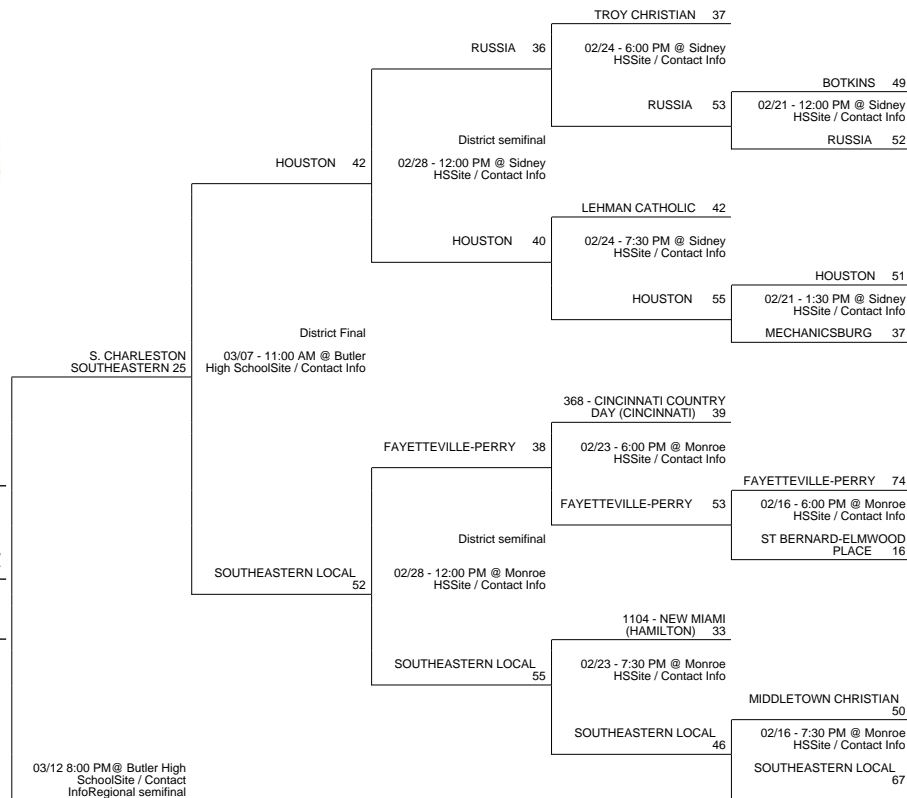 TROY CHRISTIAN 37
RUSSIA 36
02/24 - 6:00 PM @ Sidney
HSSite / Contact Info
BOTKINS 49
RUSSIA 53
02/21 - 12:00 PM @ Sidney
HSSite / Contact Info
RUSSIA 52
District semifinal
HOUSTON 42
02/28 - 12:00 PM @ Sidney
HSSite / Contact Info
LEHMAN CATHOLIC 42
HOUSTON 40
02/24 - 7:30 PM @ Sidney
HSSite / Contact Info
HOUSTON 51
HOUSTON 55
02/21 - 1:30 PM @ Sidney
HSSite / Contact Info
MECHANICSBURG 37
District Final
S. CHARLESTON
SOUTHEASTERN 25
03/07 - 11:00 AM @ Butler
High SchoolSite / Contact Info
368 - CINCINNATI COUNTRY
DAY (CINCINNATI) 39
FAYETTEVILLE-PERRY 38
02/23 - 6:00 PM @ Monroe
HSSite / Contact Info
FAYETTEVILLE-PERRY 74
FAYETTEVILLE-PERRY 53
02/16 - 6:00 PM @ Monroe
HSSite / Contact Info
ST BERNARD-ELMWOOD
PLACE 16
District semifinal
SOUTHEASTERN LOCAL
52
02/28 - 12:00 PM @ Monroe
HSSite / Contact Info
1104 - NEW MIAMI
(HAMILTON) 33
SOUTHEASTERN LOCAL
55
02/23 - 7:30 PM @ Monroe
HSSite / Contact Info
MIDDLETOWN CHRISTIAN
50
SOUTHEASTERN LOCAL
46
02/16 - 7:30 PM @ Monroe
HSSite / Contact Info
SOUTHEASTERN LOCAL
67
03/12 8:00 PM@ Butler High
SchoolSite / Contact
InfoRegional semifinal